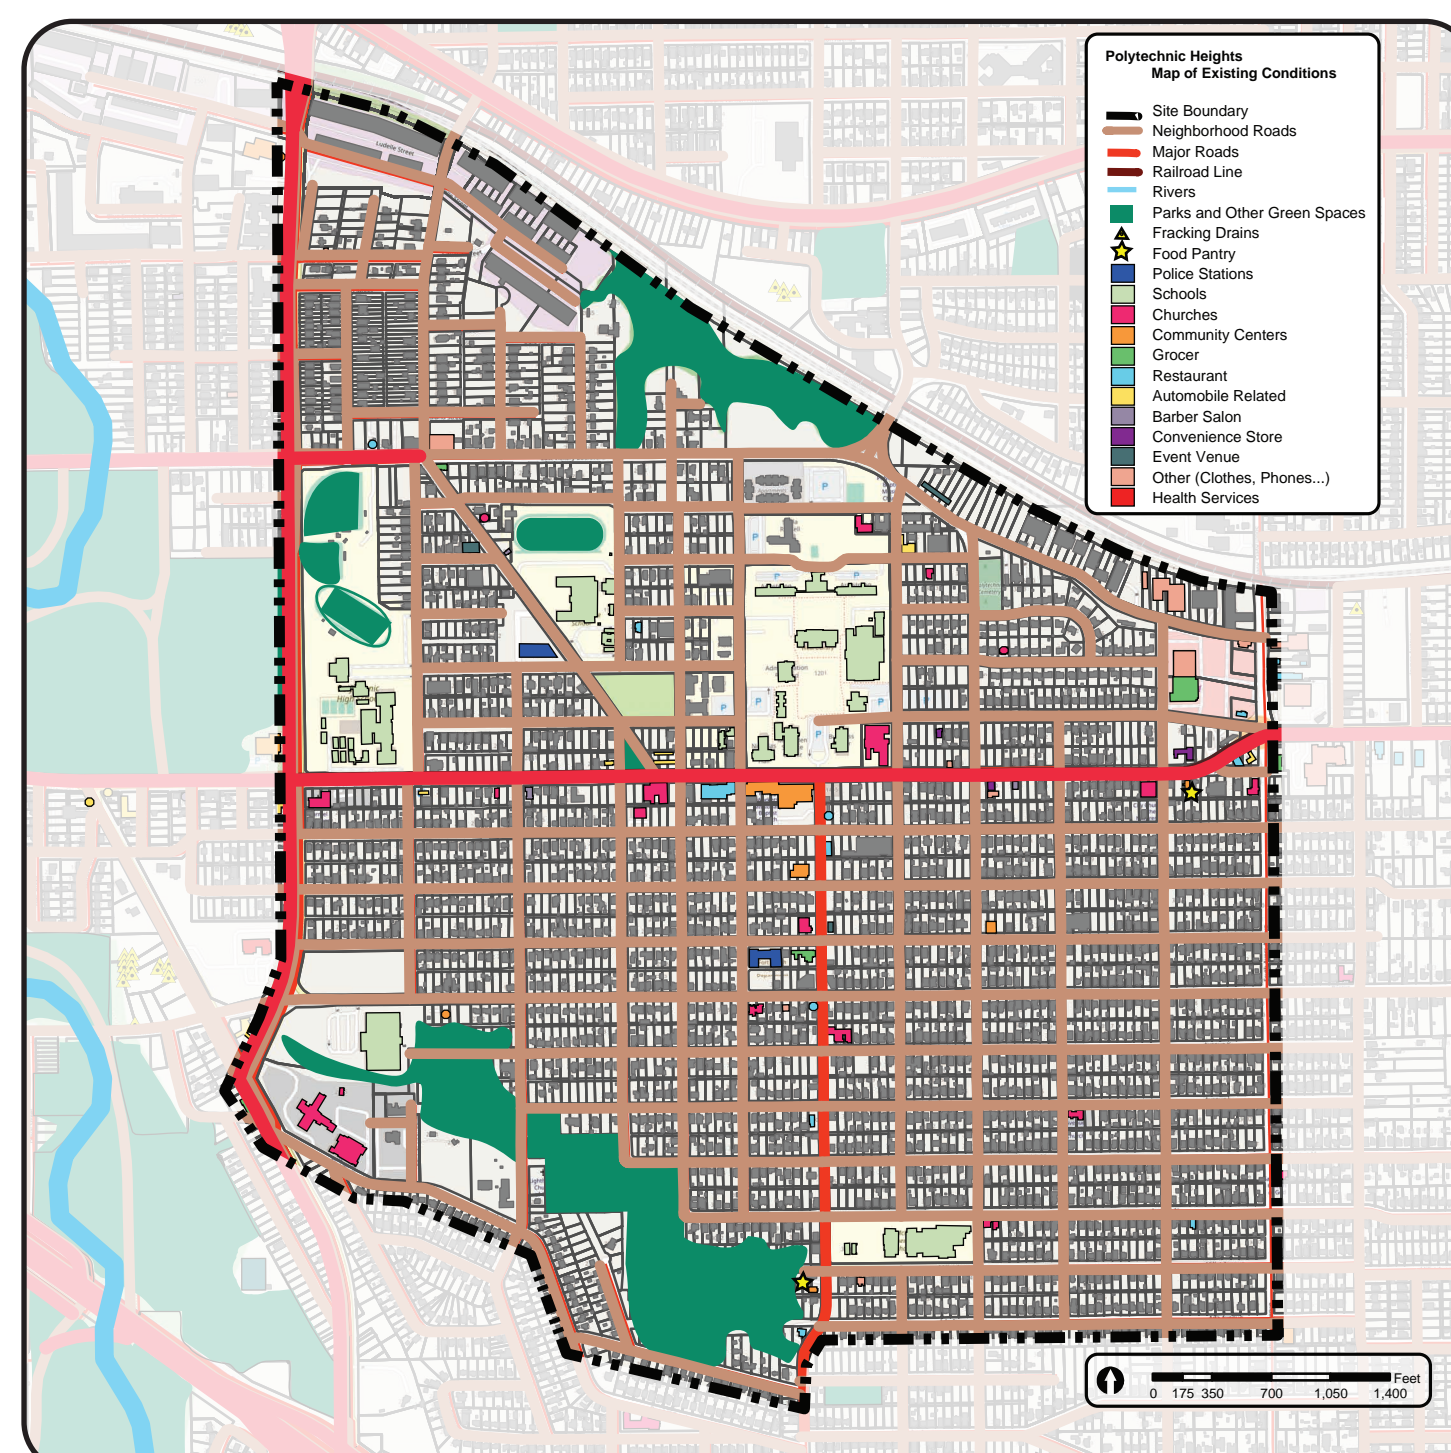 Polytechnic Heights
Map of Existing Conditions
Site Boundary
Neighborhood Roads
Major Roads
Railroad Line
Rivers
Parks and Other Green Spaces
Fracking Drains
Food Pantry
Police Stations
Schools
Churches
Community Centers
Grocer
Restaurant
Automobile Related
Barber Salon
Convenience Store
Event Venue
Other (Clothes, Phones...)
Health Services
Ludelle Street
P
P
P
P
P
P
P
P
1201
Feet
0 175 350 700 1,050 1,400